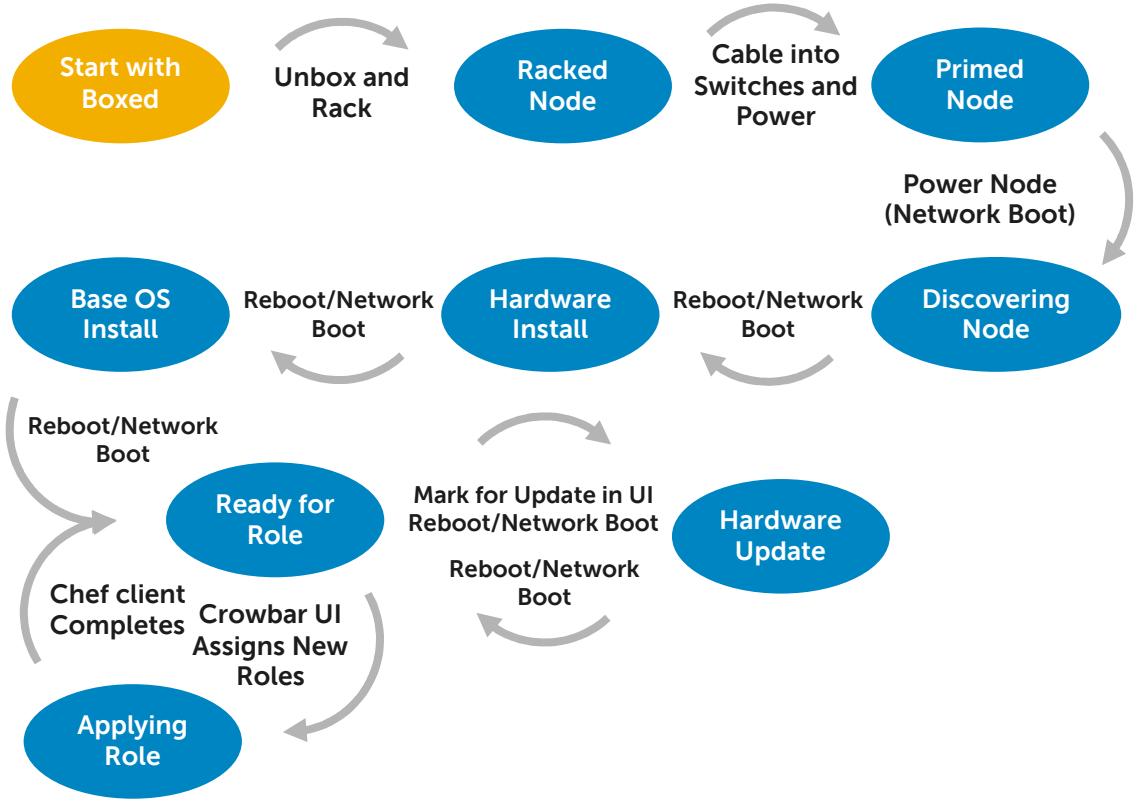 Start with
Boxed
Unbox and
Rack
Racked
Node
Cable into
Switches and
Power
Primed
Node
Power Node
(Network Boot)
Discovering
Node
Reboot/Network
Boot
Hardware
Install
Reboot/Network
Boot
Base OS
Install
Reboot/Network
Boot
Ready for
Role
Mark for Update in UI
Reboot/Network Boot
Hardware
Update
Reboot/Network
Boot
Crowbar UI
Assigns New
Roles
Applying
Role
Chef client
Completes